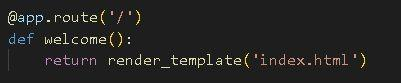 @app.route('/')
def welcome():
    return render_template('index.html')